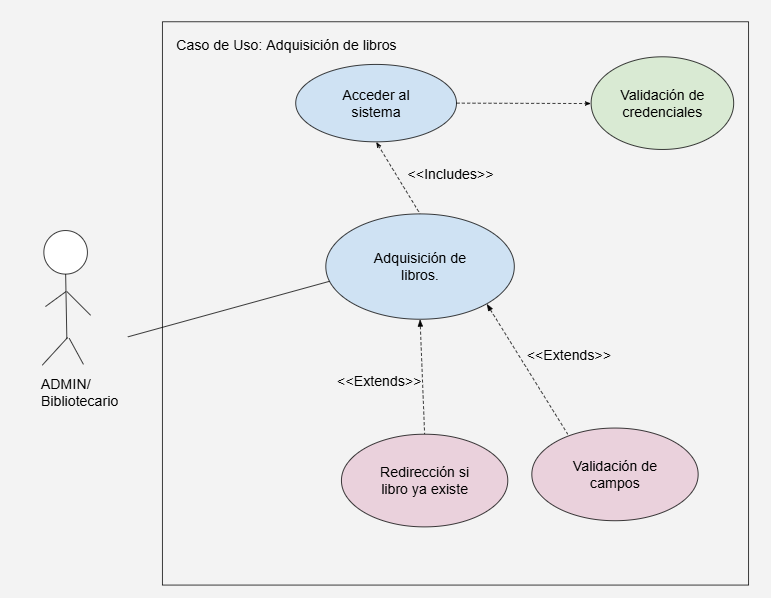 Caso de Uso: Adquisición de libros
Acceder al
sistema
Validación de
credenciales
<<Includes>>
Adquisición de
libros.
ADMIN/
Bibliotecario
<<Extends>>
<<Extends>>
Redirección si
libro ya existe
Validación de
campos